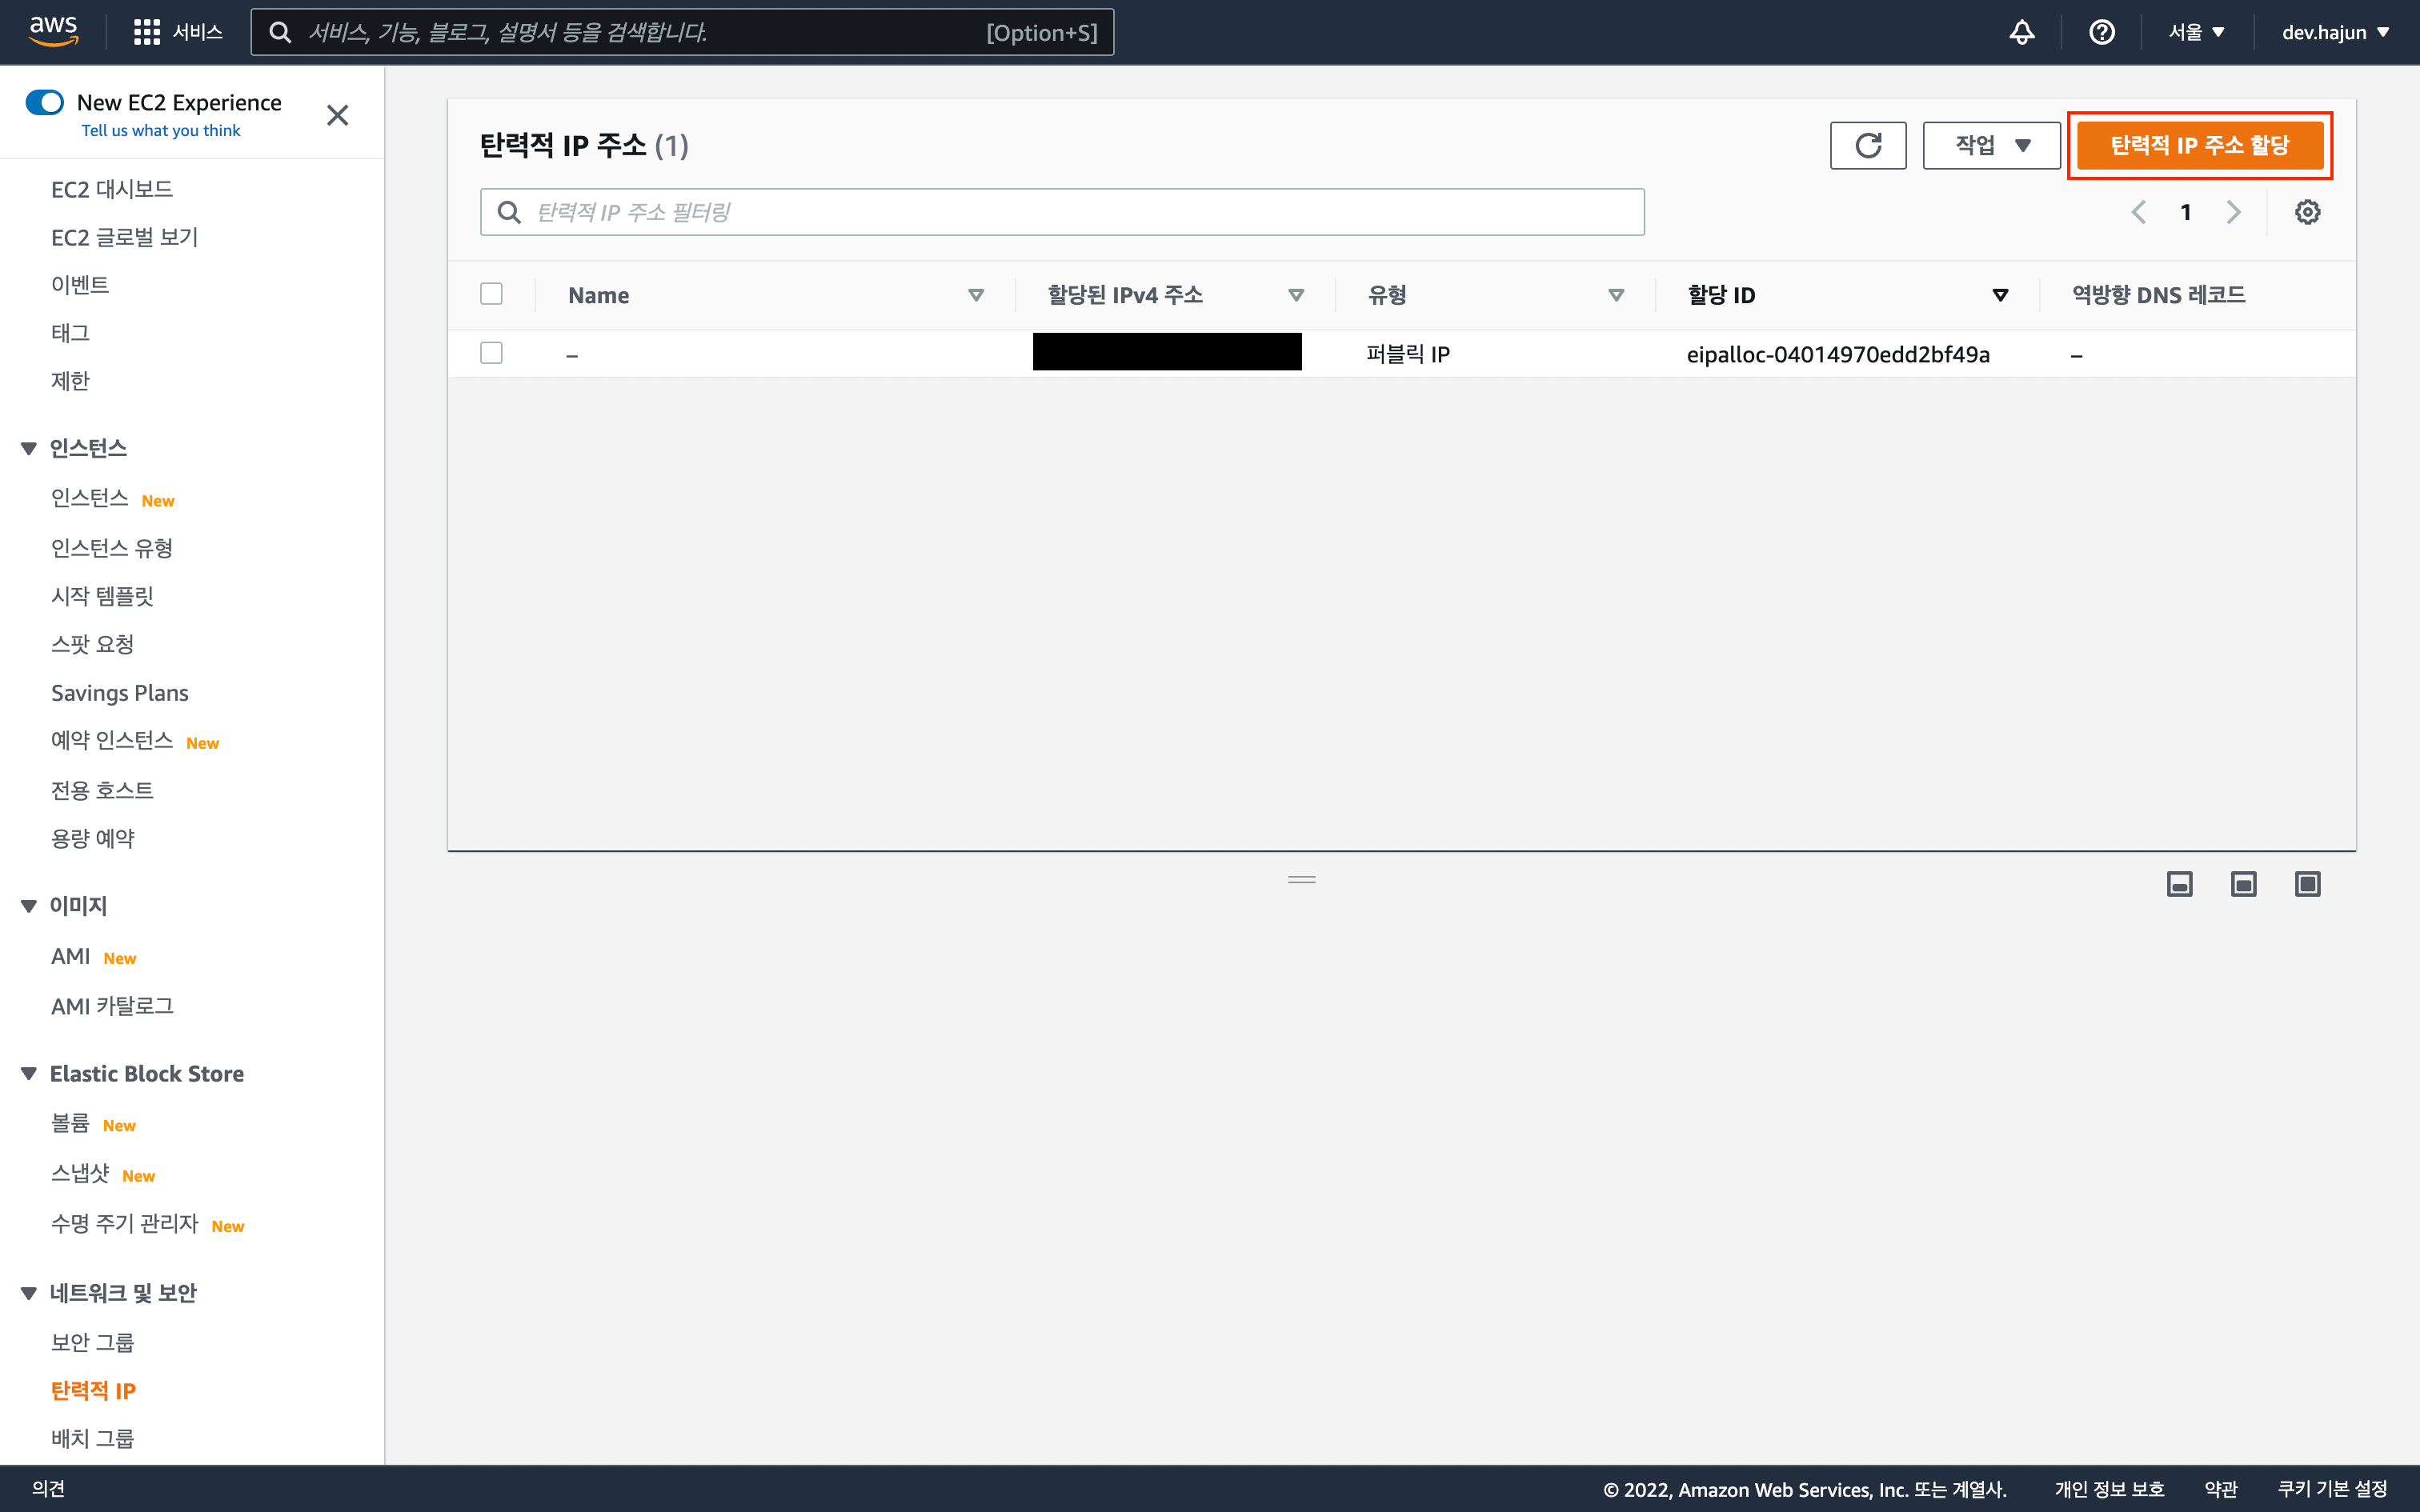 aws 서비스 서비스, 기능, 블로그, 설명서 등을 검색합니다. [Option+S] 서울 ▼ dev.hajun ▼
New EC2 Experience
Tell us what you think
EC2 대시보드
EC2 글로벌 보기
이벤트
태그
제한
인스턴스
인스턴스 New
인스턴스 유형
시작 템플릿
스팟 요청
Savings Plans
예약 인스턴스 New
전용 호스트
용량 예약
이미지
AMI New
AMI 카탈로그
Elastic Block Store
볼륨 New
스냅샷 New
수명 주기 관리자 New
네트워크 및 보안
보안 그룹
탄력적 IP
배치 그룹
탄력적 IP 주소 (1) 작업 ▼ 탄력적 IP 주소 할당
탄력적 IP 주소 필터링 1
Name 할당된 IPv4 주소 유형 할당 ID 역방향 DNS 레코드
– 퍼블릭 IP eipalloc-04014970edd2bf49a –
의견 © 2022, Amazon Web Services, Inc. 또는 계열사. 개인 정보 보호 약관 쿠키 기본 설정